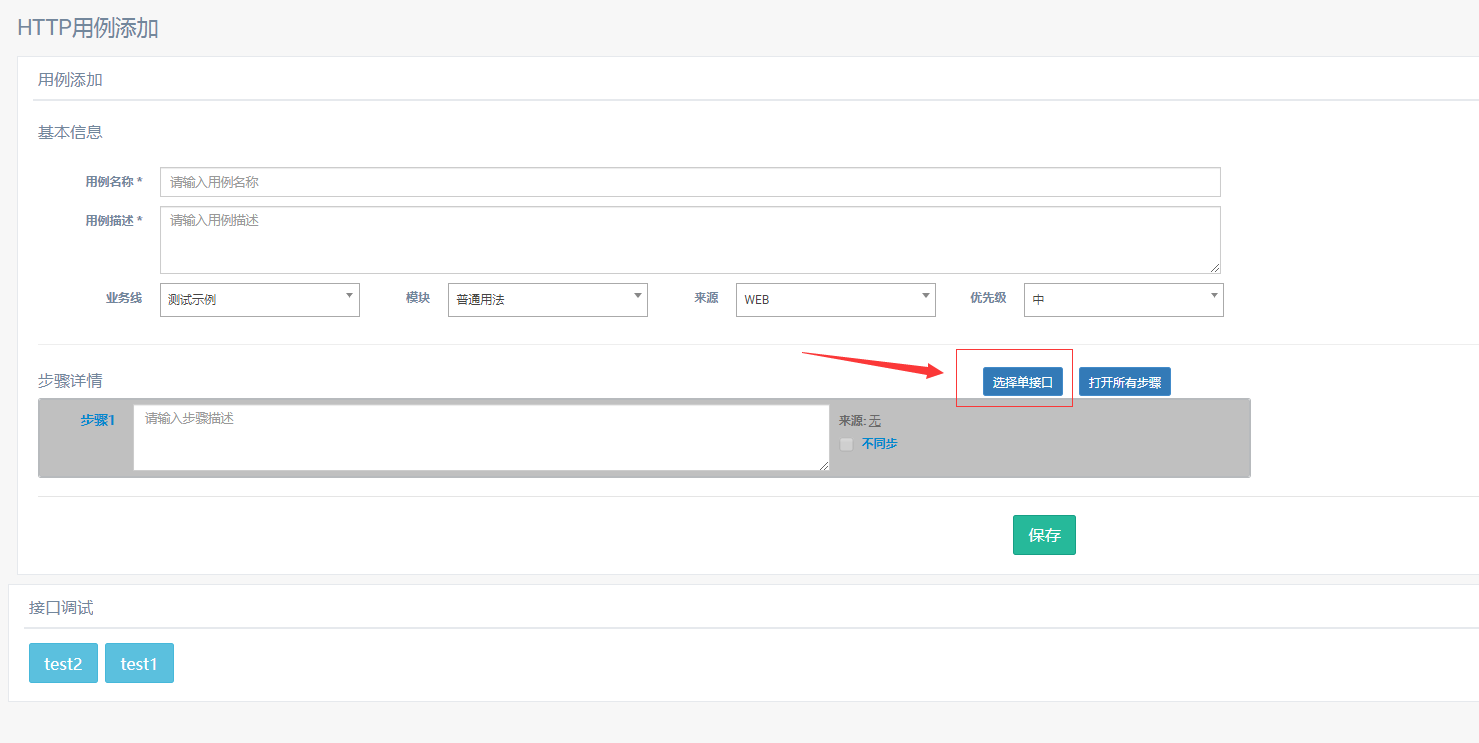 HTTP用例添加
用例添加
基本信息
用例名称 * 请输入用例名称
用例描述 * 请输入用例描述
业务线 测试示例 模块 普通用法 来源 WEB 优先级 中
步骤详情 选择单接口 打开所有步骤
步骤1 请输入步骤描述 来源: 无
不同步
保存
接口调试
test2 test1